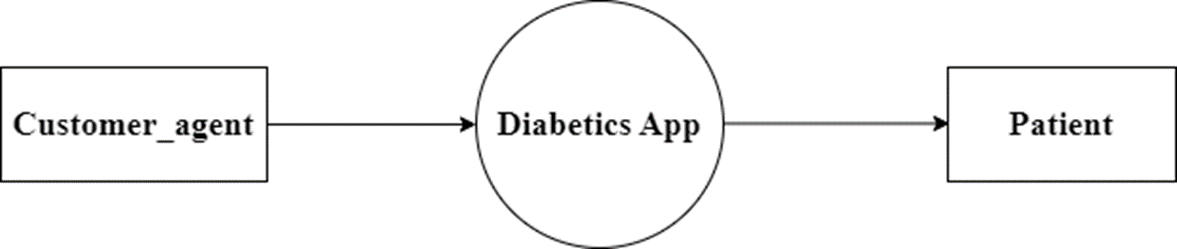 Customer_agent
Diabetics App
Patient